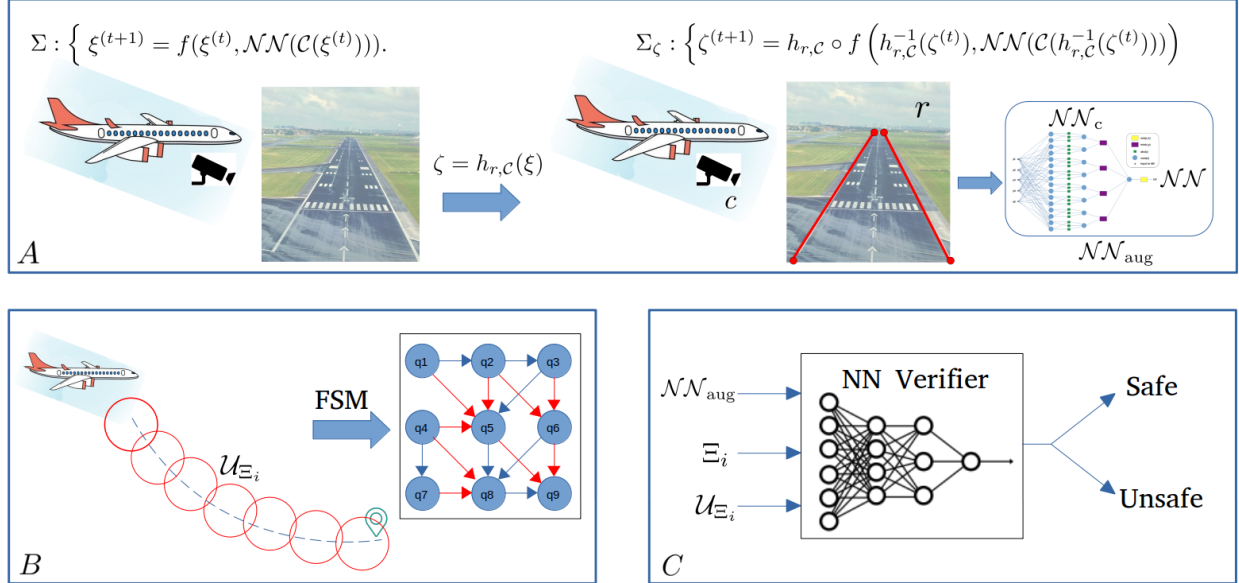 Σ : { ξ^{(t+1)} = f(ξ^{(t)}, 𝒩𝒩(𝒞(ξ^{(t)}))).
Σ_ζ : {ζ^{(t+1)} = h_{r,𝒞} ∘ f (h_{r,𝒞}^{-1}(ζ^{(t)}), 𝒩𝒩(𝒞(h_{r,𝒞}^{-1}(ζ^{(t)}))))
r
𝒩𝒩_c
ζ = h_{r,𝒞}(ξ)
𝒩𝒩
c
𝒩𝒩_aug
A
FSM
q1 q2 q3
q4 q5 q6
q7 q8 q9
𝒰_{Ξ_i}
B
NN Verifier
𝒩𝒩_aug
Ξ_i
𝒰_{Ξ_i}
Safe
Unsafe
C